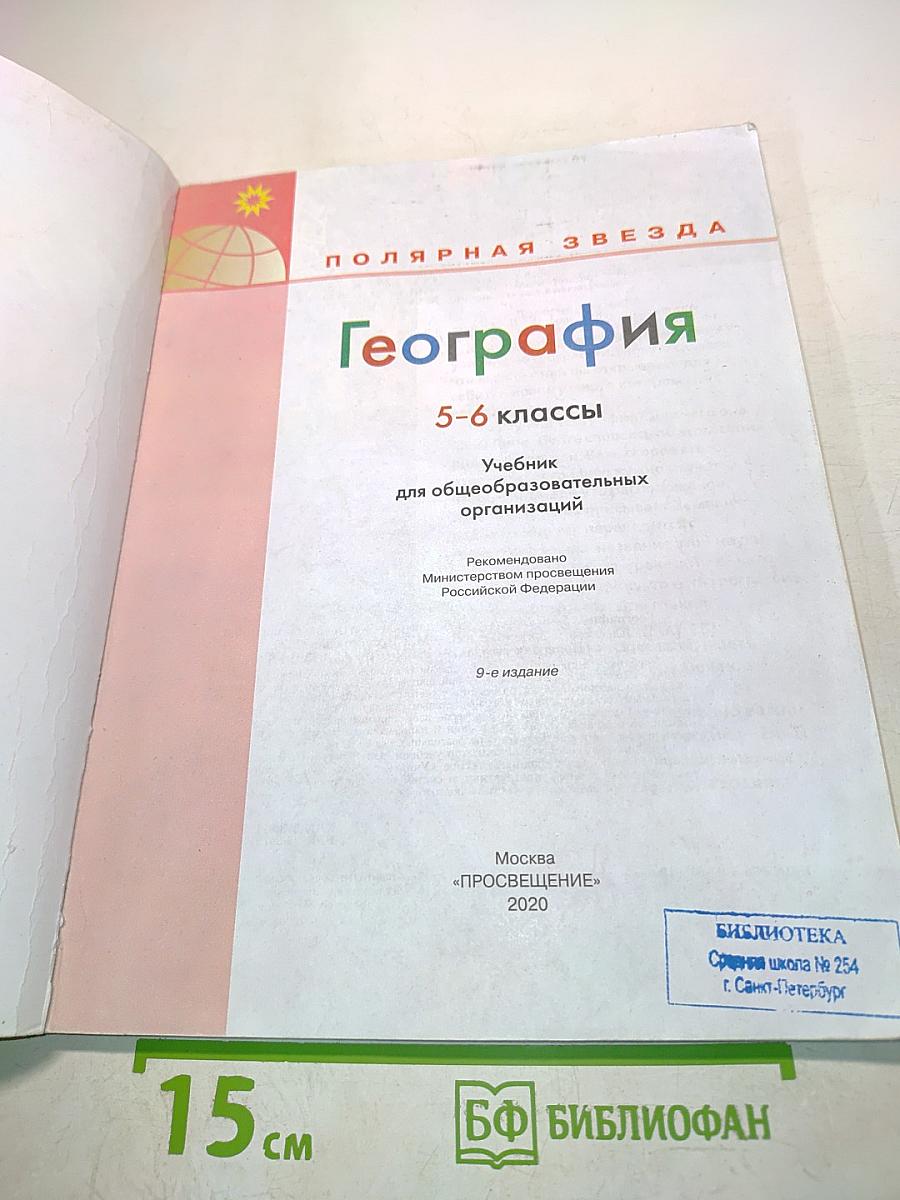 ПОЛЯРНАЯ ЗВЕЗДА
География
5–6 классы
Учебник
для общеобразовательных
организаций
Рекомендовано
Министерством просвещения
Российской Федерации
9-е издание
Москва
«ПРОСВЕЩЕНИЕ»
2020
БИБЛИОТЕКА
Средняя школа № 254
г. Санкт-Петербург
15 см
БФ БИБЛИОФАН